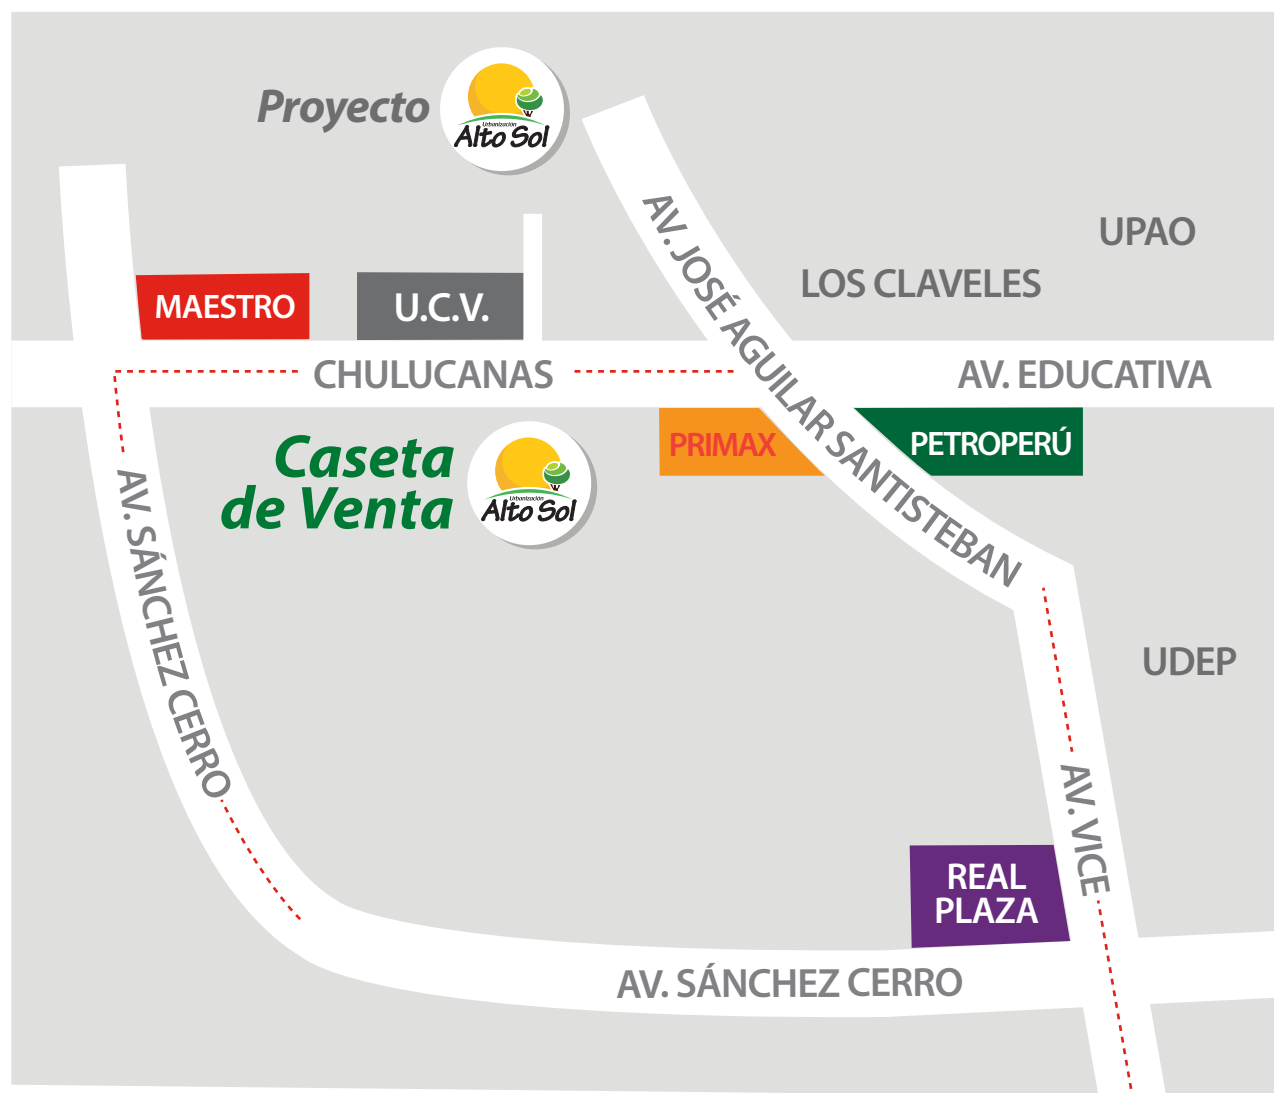 Proyecto
Urbanización
Alto Sol
AV. JOSÉ AGUILAR SANTISTEBAN
UPAO
LOS CLAVELES
MAESTRO
U.C.V.
CHULUCANAS
AV. EDUCATIVA
Caseta
de Venta
Urbanización
Alto Sol
PRIMAX
PETROPERÚ
AV. SÁNCHEZ CERRO
UDEP
AV. VICE
REAL
PLAZA
AV. SÁNCHEZ CERRO